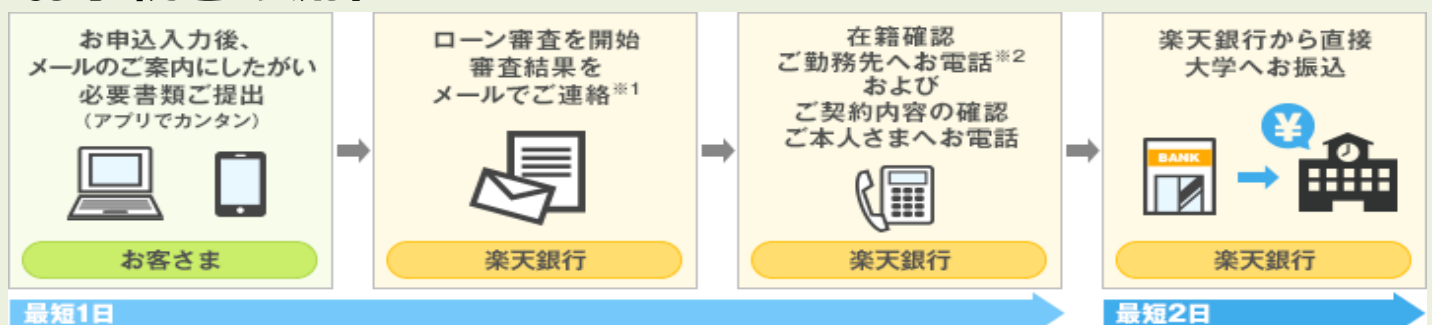 お申込入力後、
メールのご案内にしたがい
必要書類ご提出
(アプリでカンタン)
お客さま
ローン審査を開始
審査結果を
メールでご連絡※1
楽天銀行
在籍確認
ご勤務先へお電話※2
および
ご契約内容の確認
ご本人さまへお電話
楽天銀行
楽天銀行から直接
大学へお振込
¥
BANK
楽天銀行
最短1日
最短2日